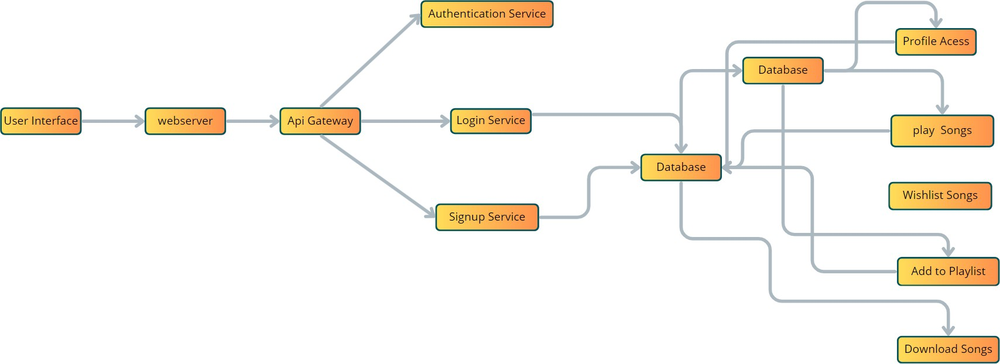 Authentication Service
Profile Acess
Database
User Interface
webserver
Api Gateway
Login Service
play  Songs
Database
Wishlist Songs
Signup Service
Add to Playlist
Download Songs